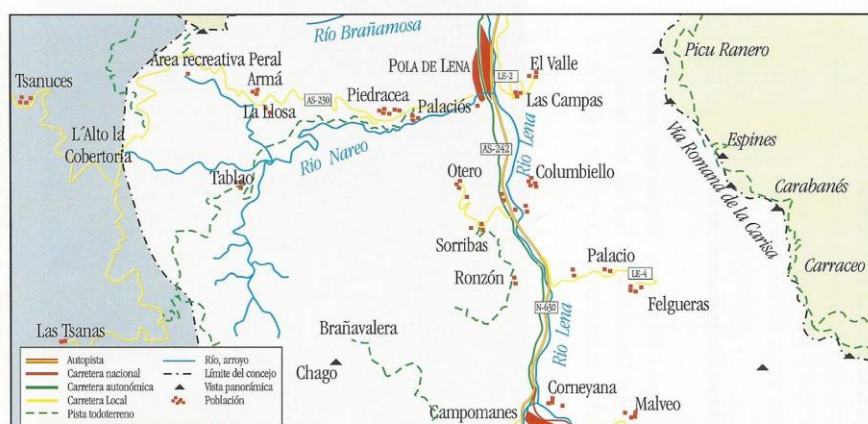 Río Brañamosa
Picu Ranero
Area recreativa Peral
Armá
POLA DE LENA
LE-2
El Valle
Tsanuces
AS-230
Piedracea
Palaciós
Las Campas
La Llosa
L´Alto la
Cobertoria
Río Nareo
AS-242
Río Lena
Espines
Vía Romana de la Carisa
Tablao
Otero
Columbiello
Carabanés
Sorribas
Palacio
Carraceo
Ronzón
LE-4
Felgueras
N-630
Río Lena
Las Tsanas
Brañavalera
Chago
Autopista
Carretera nacional
Carretera autonómica
Carretera Local
Pista todoterreno
Río, arroyo
Límite del concejo
Vista panorámica
Población
Corneyana
Campomanes
Malveo